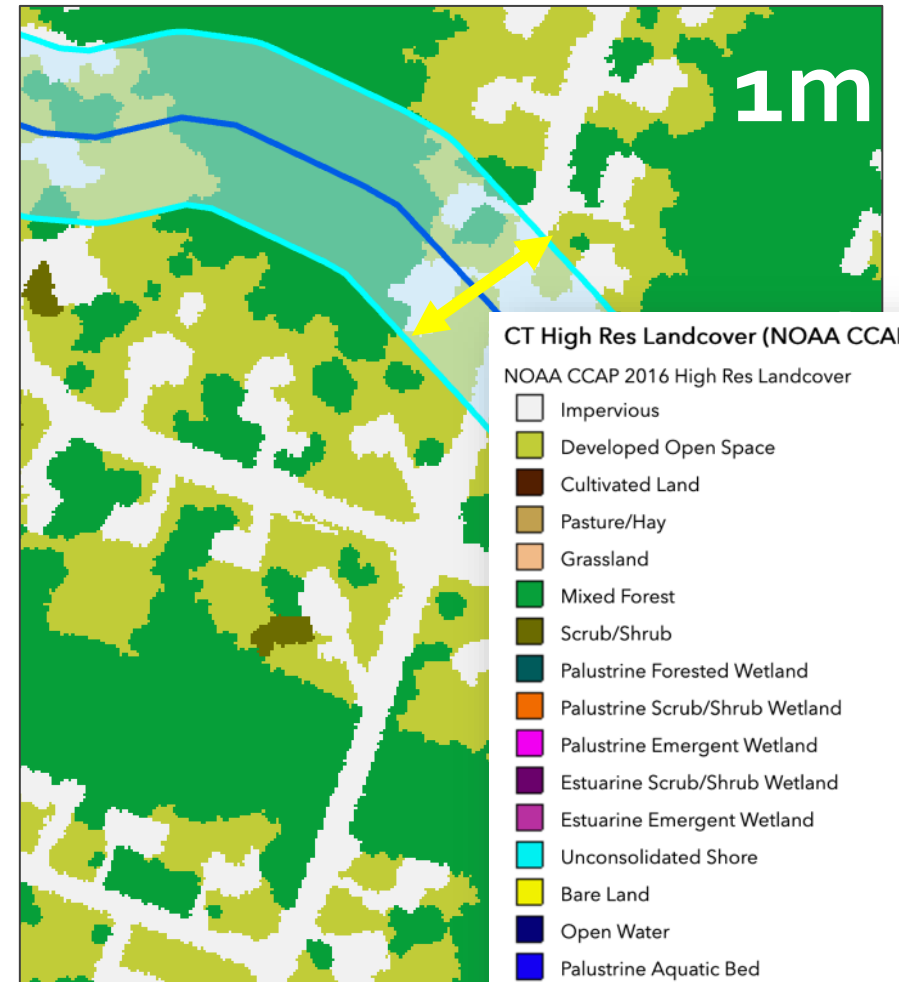 1m
CT High Res Landcover (NOAA CCA
NOAA CCAP 2016 High Res Landcover
Impervious
Developed Open Space
Cultivated Land
Pasture/Hay
Grassland
Mixed Forest
Scrub/Shrub
Palustrine Forested Wetland
Palustrine Scrub/Shrub Wetland
Palustrine Emergent Wetland
Estuarine Scrub/Shrub Wetland
Estuarine Emergent Wetland
Unconsolidated Shore
Bare Land
Open Water
Palustrine Aquatic Bed